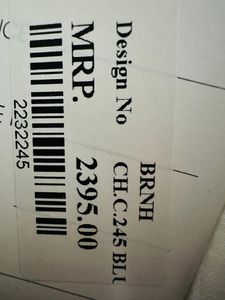 BRNH
Design No CH.C.245 BLU
MRP. 2395.00
2232245